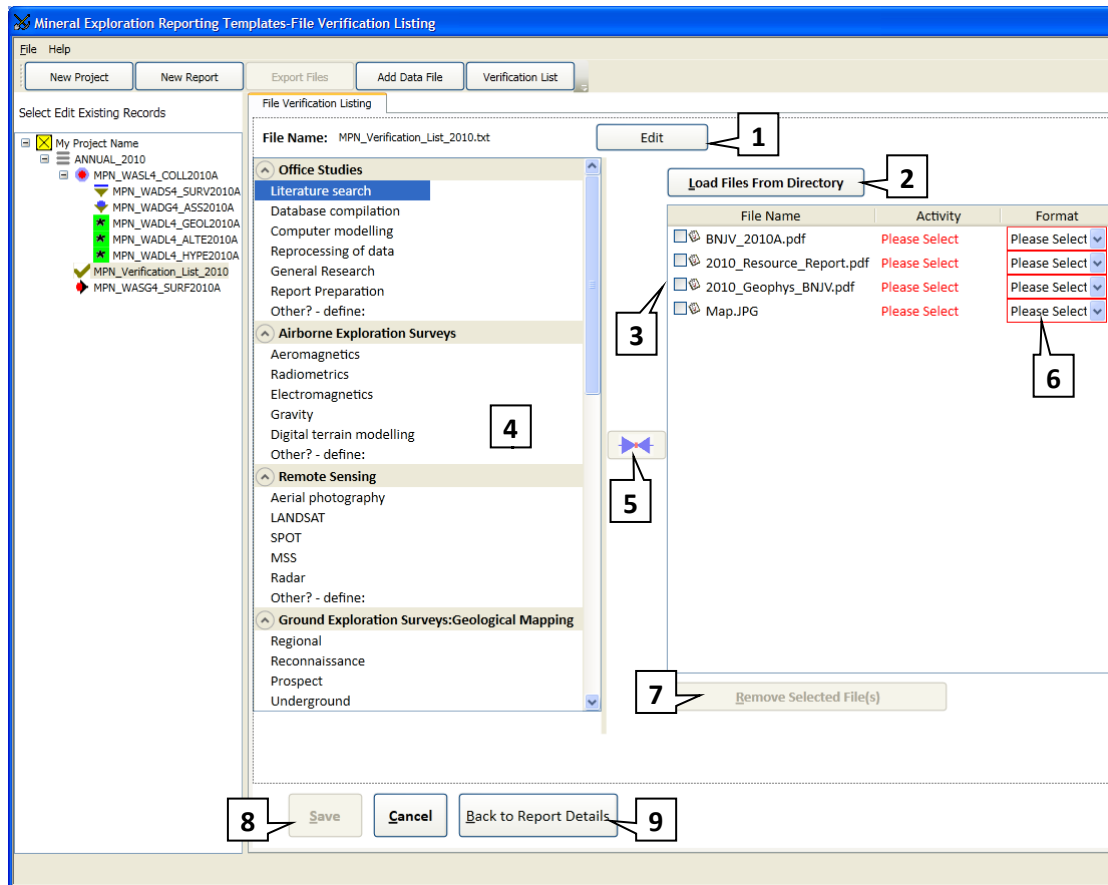 Mineral Exploration Reporting Templates-File Verification Listing
File Help
New Project New Report Export Files Add Data File Verification List
Select Edit Existing Records
My Project Name
ANNUAL_2010
MPN_WASL4_COLL2010A
MPN_WADS4_SURV2010A
MPN_WADG4_ASS2010A
MPN_WADL4_GEOL2010A
MPN_WADL4_ALTE2010A
MPN_WADL4_HYPE2010A
MPN_Verification_List_2010
MPN_WASG4_SURF2010A
File Verification Listing
File Name: MPN_Verification_List_2010.txt Edit 1
Office Studies
Literature search
Database compilation
Computer modelling
Reprocessing of data
General Research
Report Preparation
Other? - define:
Airborne Exploration Surveys
Aeromagnetics
Radiometrics
Electromagnetics
Gravity
Digital terrain modelling
Other? - define:
Remote Sensing
Aerial photography
LANDSAT
SPOT
MSS
Radar
Other? - define:
Ground Exploration Surveys:Geological Mapping
Regional
Reconnaissance
Prospect
Underground
4
Load Files From Directory 2
File Name Activity Format
BNJV_2010A.pdf Please Select Please Select
2010_Resource_Report.pdf Please Select Please Select
2010_Geophys_BNJV.pdf Please Select Please Select
Map.JPG Please Select Please Select
3
6
5
7 Remove Selected File(s)
8 Save Cancel Back to Report Details 9